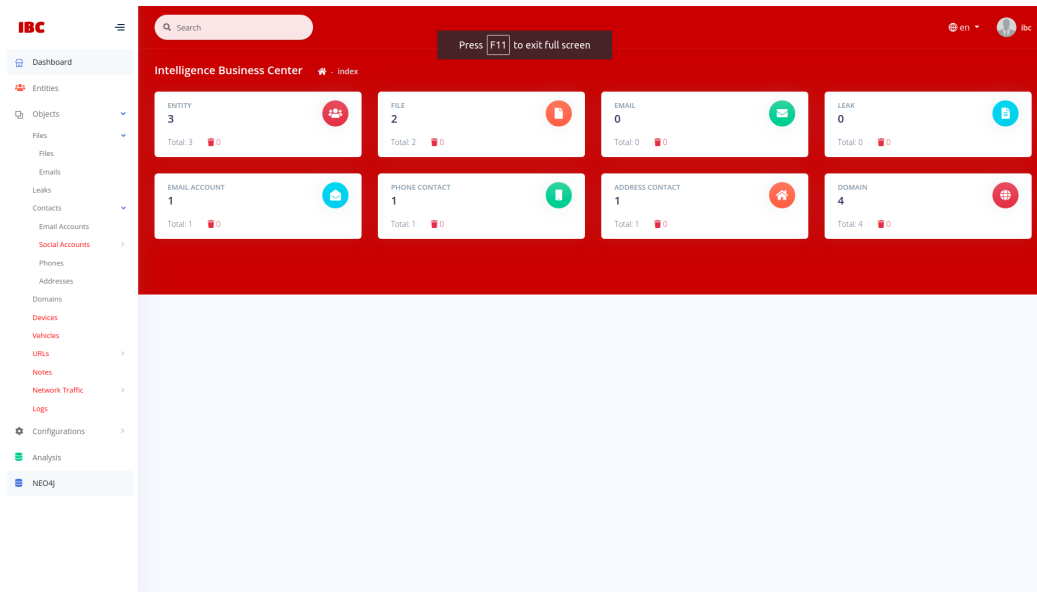 IBC
Dashboard
Entities
Objects
Files
Files
Emails
Leaks
Contacts
Email Accounts
Social Accounts
Phones
Addresses
Domains
Devices
Vehicles
URLs
Notes
Network Traffic
Logs
Configurations
Analysis
NEO4J
Search
Press F11 to exit full screen
en
ibc
Intelligence Business Center - index
ENTITY
3
Total: 3 0
FILE
2
Total: 2 0
EMAIL
0
Total: 0 0
LEAK
0
Total: 0 0
EMAIL ACCOUNT
1
Total: 1 0
PHONE CONTACT
1
Total: 1 0
ADDRESS CONTACT
1
Total: 1 0
DOMAIN
4
Total: 4 0